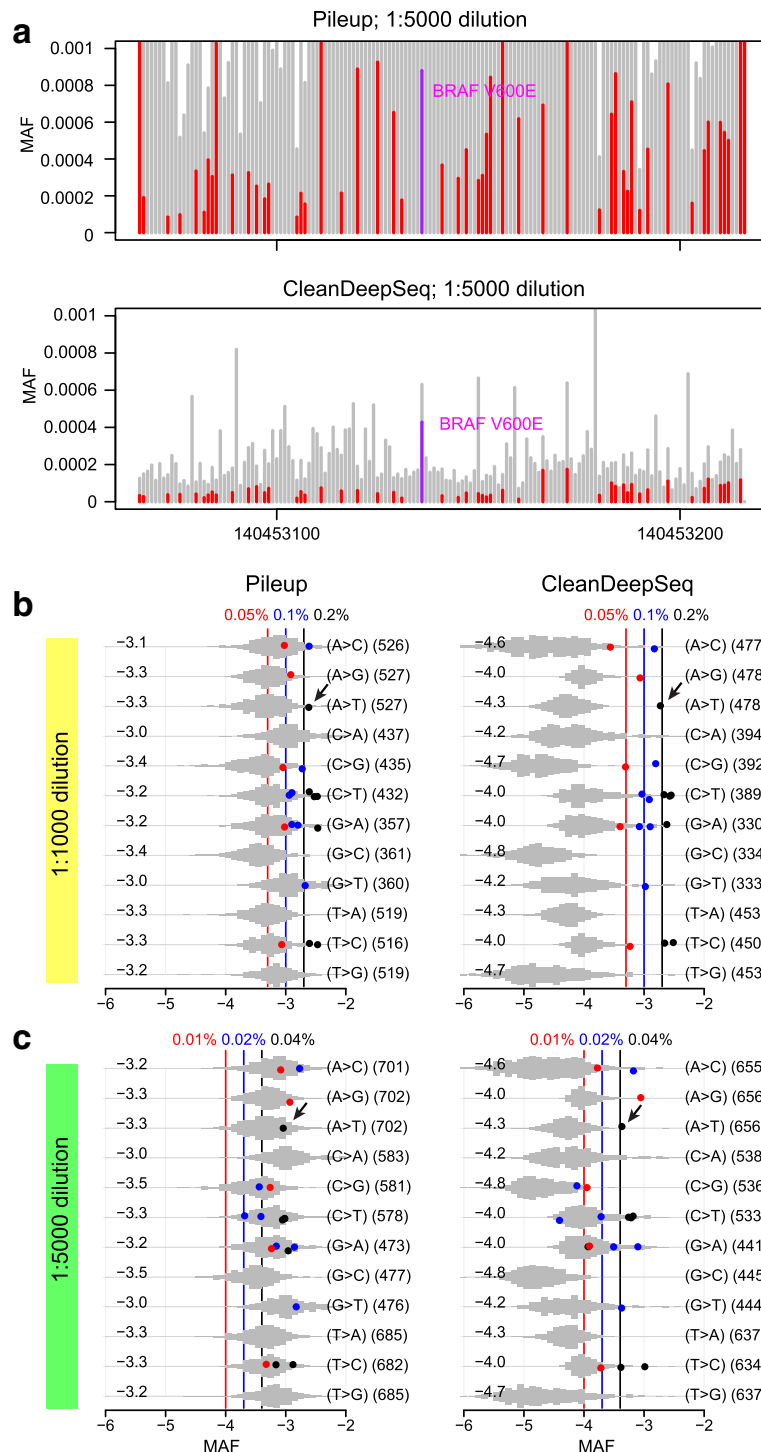 a
Pileup; 1:5000 dilution
MAF
0.001
0.0008
0.0006
0.0004
0.0002
0
BRAF V600E
CleanDeepSeq; 1:5000 dilution
MAF
0.001
0.0008
0.0006
0.0004
0.0002
0
BRAF V600E
140453100 140453200
b
Pileup CleanDeepSeq
0.05% 0.1% 0.2% 0.05% 0.1% 0.2%
1:1000 dilution
−3.1 (A>C) (526) −4.6 (A>C) (477
−3.3 (A>G) (527) −4.0 (A>G) (478
−3.3 (A>T) (527) −4.3 (A>T) (478
−3.0 (C>A) (437) −4.2 (C>A) (394
−3.4 (C>G) (435) −4.7 (C>G) (392
−3.2 (C>T) (432) −4.0 (C>T) (389
−3.2 (G>A) (357) −4.0 (G>A) (330
−3.4 (G>C) (361) −4.8 (G>C) (334
−3.0 (G>T) (360) −4.2 (G>T) (333
−3.3 (T>A) (519) −4.3 (T>A) (453
−3.3 (T>C) (516) −4.0 (T>C) (450
−3.2 (T>G) (519) −4.7 (T>G) (453
−6 −5 −4 −3 −2 −6 −5 −4 −3 −2
c
0.01% 0.02% 0.04% 0.01% 0.02% 0.04%
1:5000 dilution
−3.2 (A>C) (701) −4.6 (A>C) (655
−3.3 (A>G) (702) −4.0 (A>G) (656
−3.3 (A>T) (702) −4.3 (A>T) (656
−3.0 (C>A) (583) −4.2 (C>A) (538
−3.5 (C>G) (581) −4.8 (C>G) (536
−3.3 (C>T) (578) −4.0 (C>T) (533
−3.2 (G>A) (473) −4.0 (G>A) (441
−3.5 (G>C) (477) −4.8 (G>C) (445
−3.0 (G>T) (476) −4.2 (G>T) (444
−3.3 (T>A) (685) −4.3 (T>A) (637
−3.3 (T>C) (682) −4.0 (T>C) (634
−3.2 (T>G) (685) −4.7 (T>G) (637
−6 −5 −4 −3 −2 −6 −5 −4 −3 −2
MAF MAF